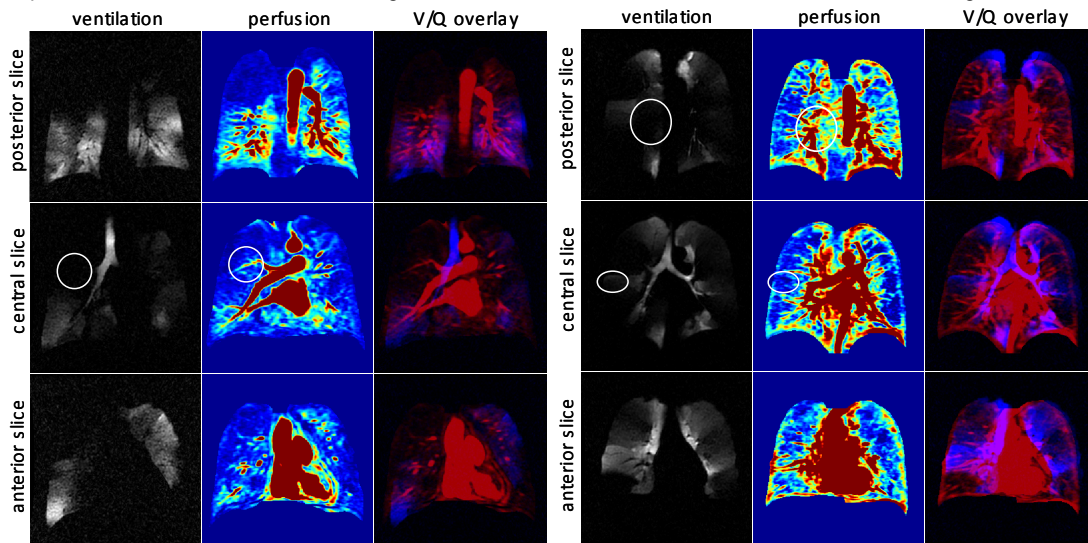 ventilation perfusion V/Q overlay
ventilation perfusion V/Q overlay
posterior slice
posterior slice
central slice
central slice
anterior slice
anterior slice